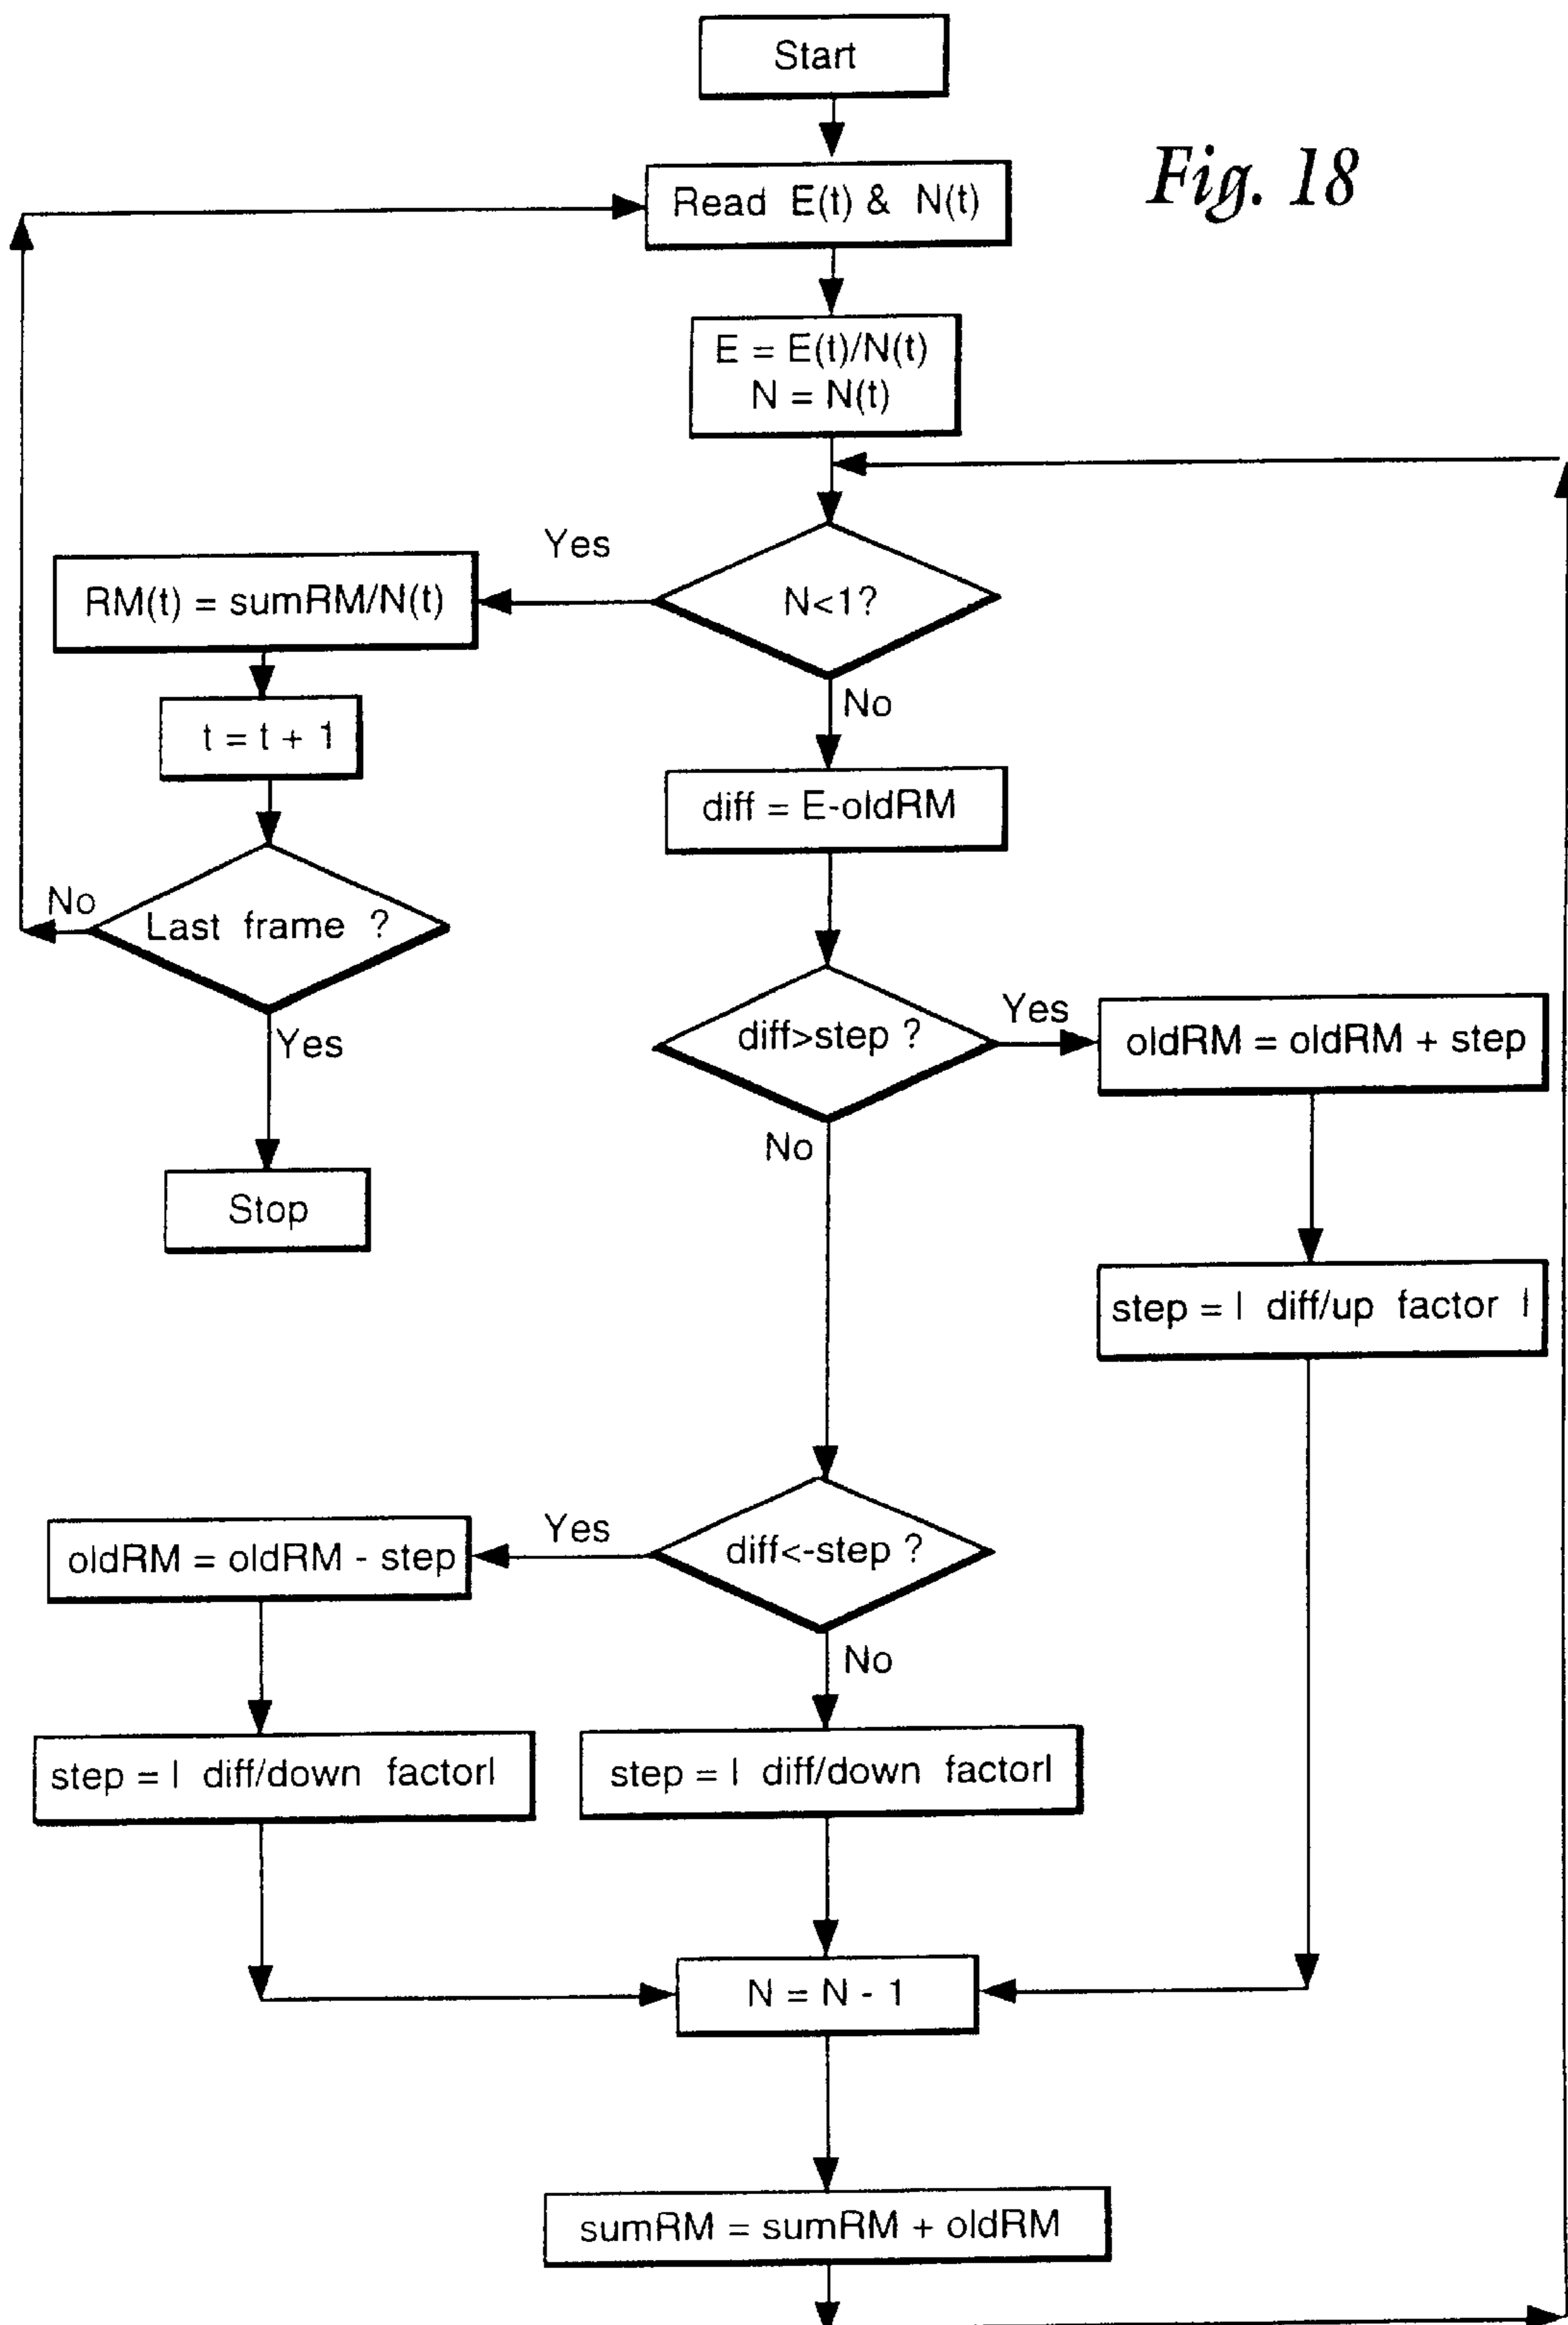 Start
Fig. 18
Read E(t) & N(t)
E = E(t)/N(t)
N = N(t)
Yes
RM(t) = sumRM/N(t)
N<1?
No
t = t + 1
diff = E-oldRM
No
Last frame ?
Yes
diff>step ?
Yes
oldRM = oldRM + step
No
Stop
step = | diff/up factor |
oldRM = oldRM - step
Yes
diff<-step ?
No
step = | diff/down factor|
step = | diff/down factor|
N = N - 1
sumRM = sumRM + oldRM